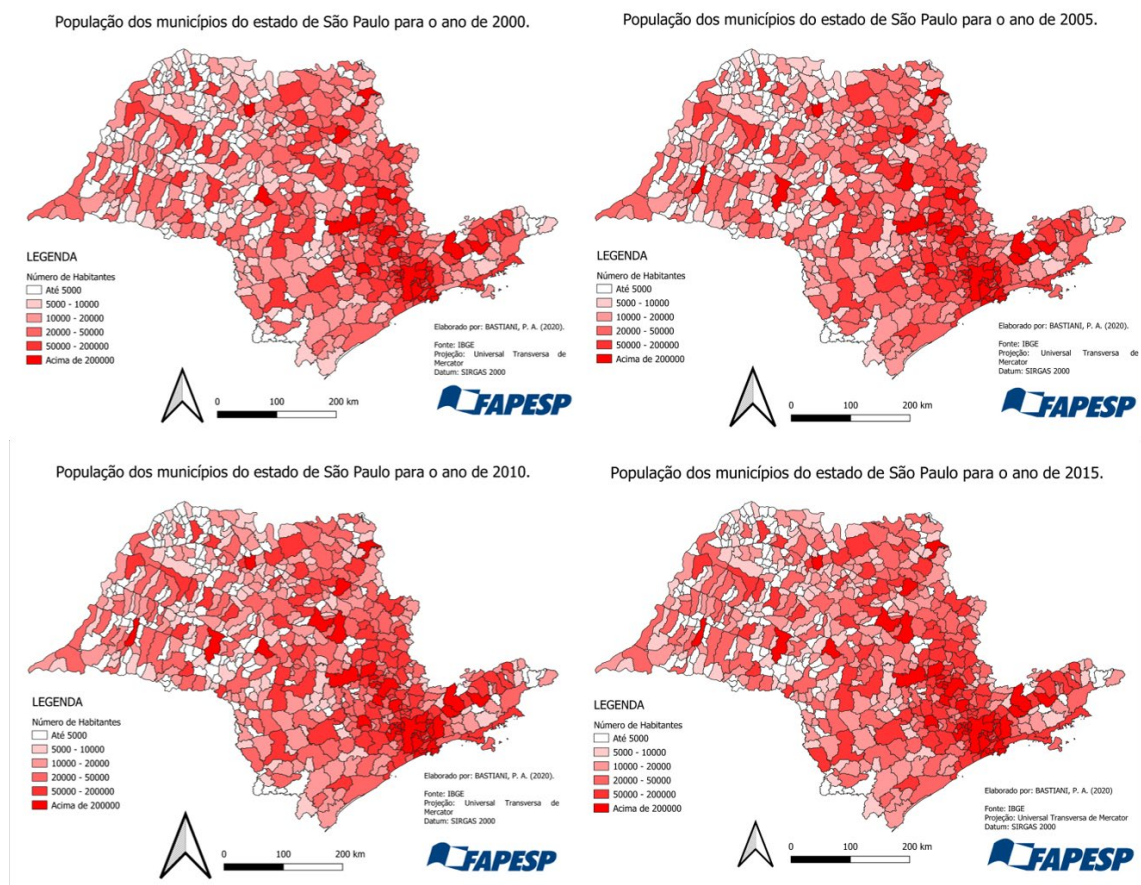 População dos municípios do estado de São Paulo para o ano de 2000.
LEGENDA
Número de Habitantes
Até 5000
5000 - 10000
10000 - 20000
20000 - 50000
50000 - 200000
Acima de 200000
Elaborado por: BASTIANI, P. A. (2020).
Fonte: IBGE
Projeção: Universal Transversa de
Mercator
Datum: SIRGAS 2000
0 100 200 km
FAPESP
População dos municípios do estado de São Paulo para o ano de 2005.
LEGENDA
Número de Habitantes
Até 5000
5000 - 10000
10000 - 20000
20000 - 50000
50000 - 200000
Acima de 200000
Elaborado por: BASTIANI, P. A. (2020).
Fonte: IBGE
Projeção: Universal Transversa de
Mercator
Datum: SIRGAS 2000
0 100 200 km
FAPESP
População dos municípios do estado de São Paulo para o ano de 2010.
LEGENDA
Número de Habitantes
Até 5000
5000 - 10000
10000 - 20000
20000 - 50000
50000 - 200000
Acima de 200000
Elaborado por: BASTIANI, P. A. (2020).
Fonte: IBGE
Projeção: Universal Transversa de
Mercator
Datum: SIRGAS 2000
0 100 200 km
FAPESP
População dos municípios do estado de São Paulo para o ano de 2015.
LEGENDA
Número de Habitantes
Até 5000
5000 - 10000
10000 - 20000
20000 - 50000
50000 - 200000
Acima de 200000
Elaborado por: BASTIANI, P. A. (2020)
Fonte: IBGE
Projeção: Universal Transversa de Mercator
Datum: SIRGAS 2000
0 100 200 km
FAPESP